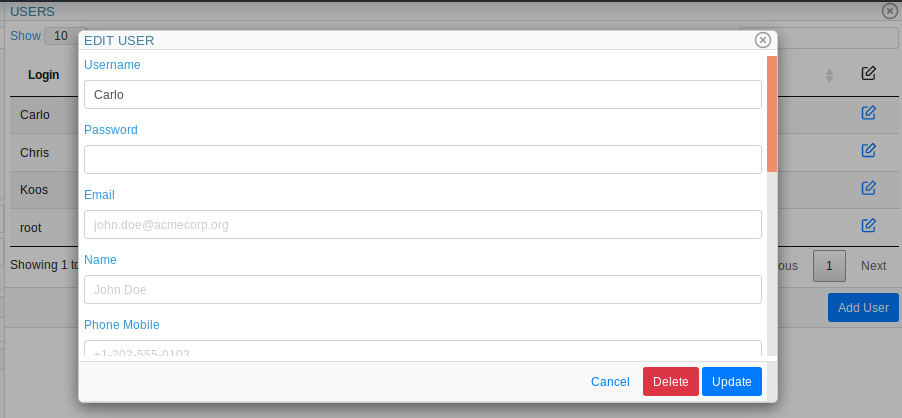 USERS
Show 10
EDIT USER
Username
Login
Carlo
Carlo
Password
Chris
Koos
Email
john.doe@acmecorp.org
root
Name
Showing 1 to
1
Next
John Doe
Add User
Phone Mobile
+1-202-555-0103
Cancel
Delete
Update